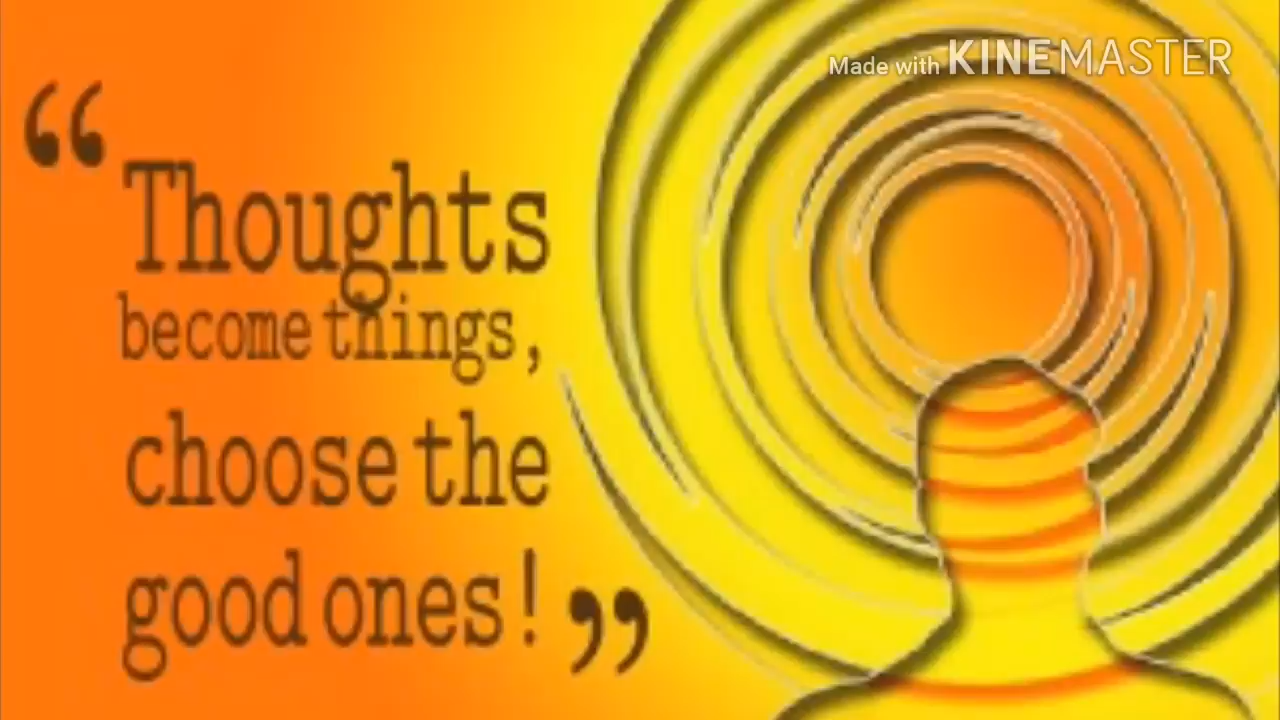 Made with KINEMASTER
“Thoughts
become things,
choose the
good ones!”